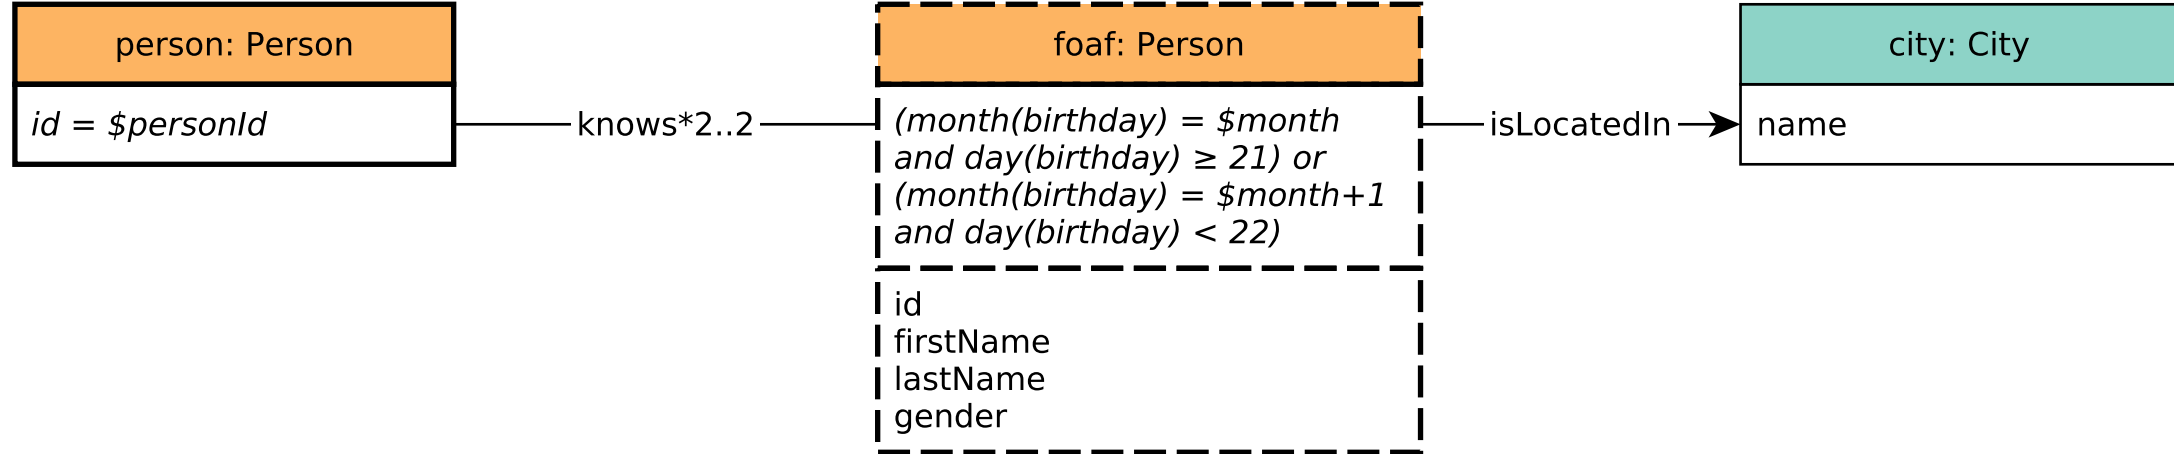 person: Person
id = $personId
knows*2..2
foaf: Person
(month(birthday) = $month
and day(birthday) ≥ 21) or
(month(birthday) = $month+1
and day(birthday) < 22)
id
firstName
lastName
gender
isLocatedIn
city: City
name